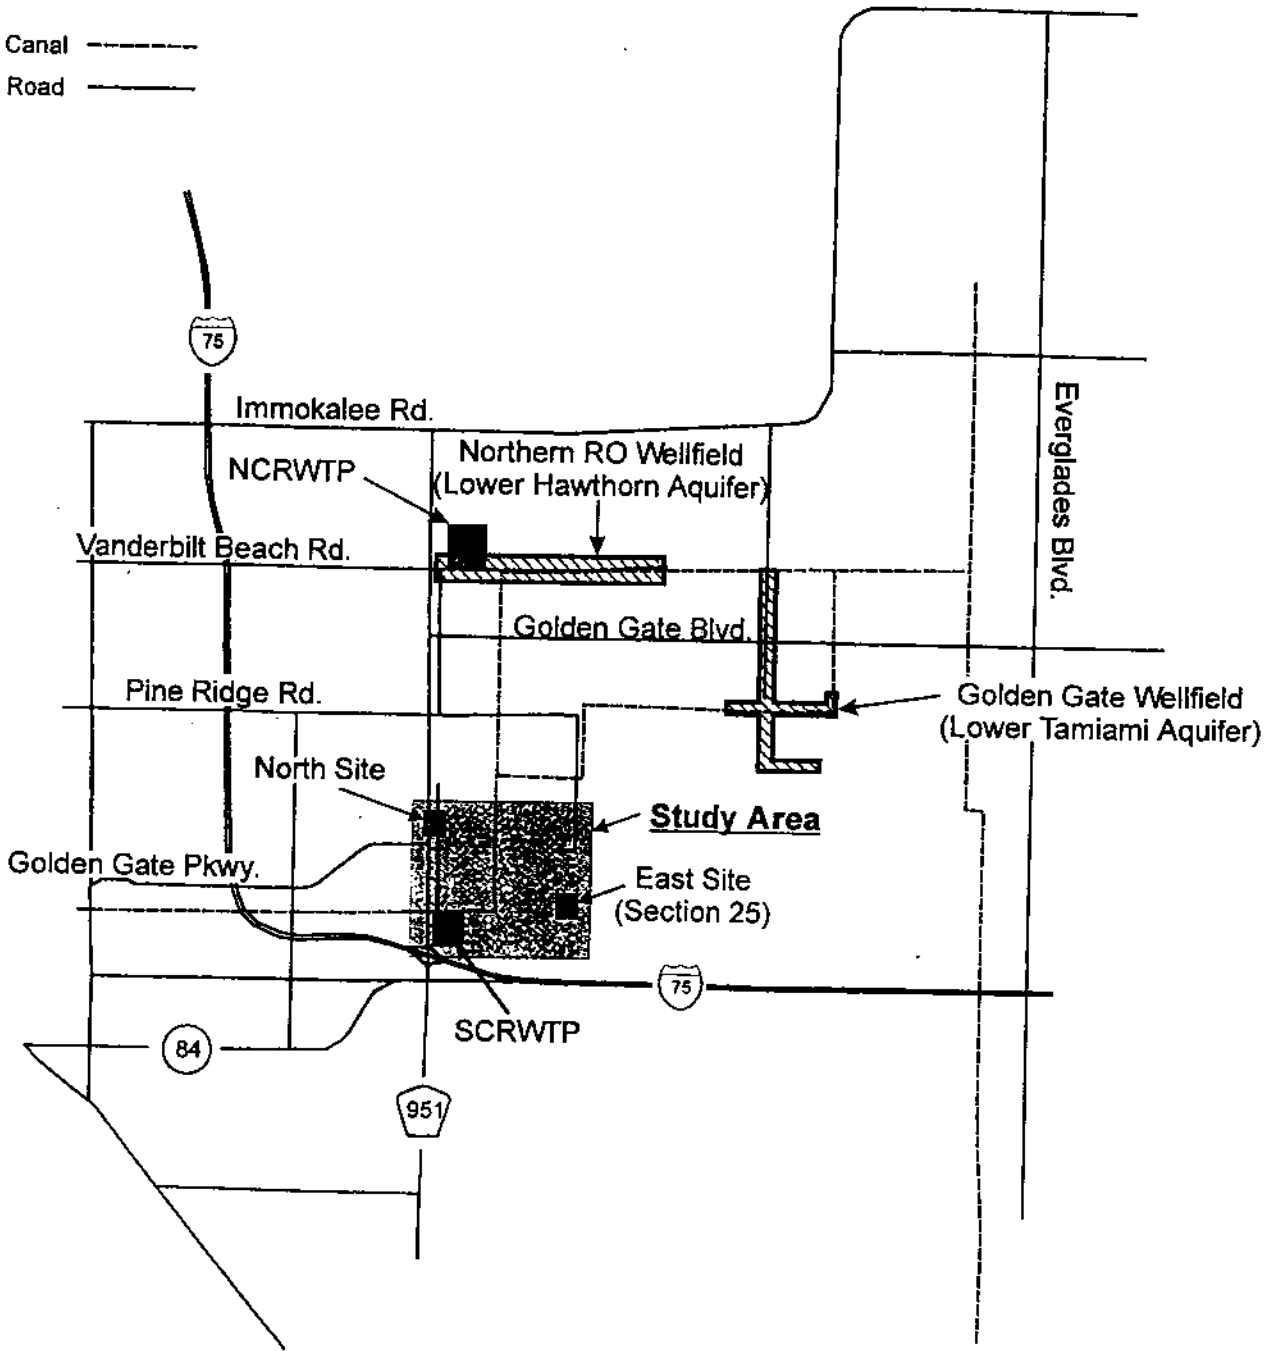 Canal
Road
75
Immokalee Rd.
Northern RO Wellfield
(Lower Hawthorn Aquifer)
NCRWTP
Everglades Blvd.
Vanderbilt Beach Rd.
Golden Gate Blvd.
Pine Ridge Rd.
Golden Gate Wellfield
(Lower Tamiami Aquifer)
North Site
Study Area
Golden Gate Pkwy.
East Site
(Section 25)
75
SCRWTP
84
951